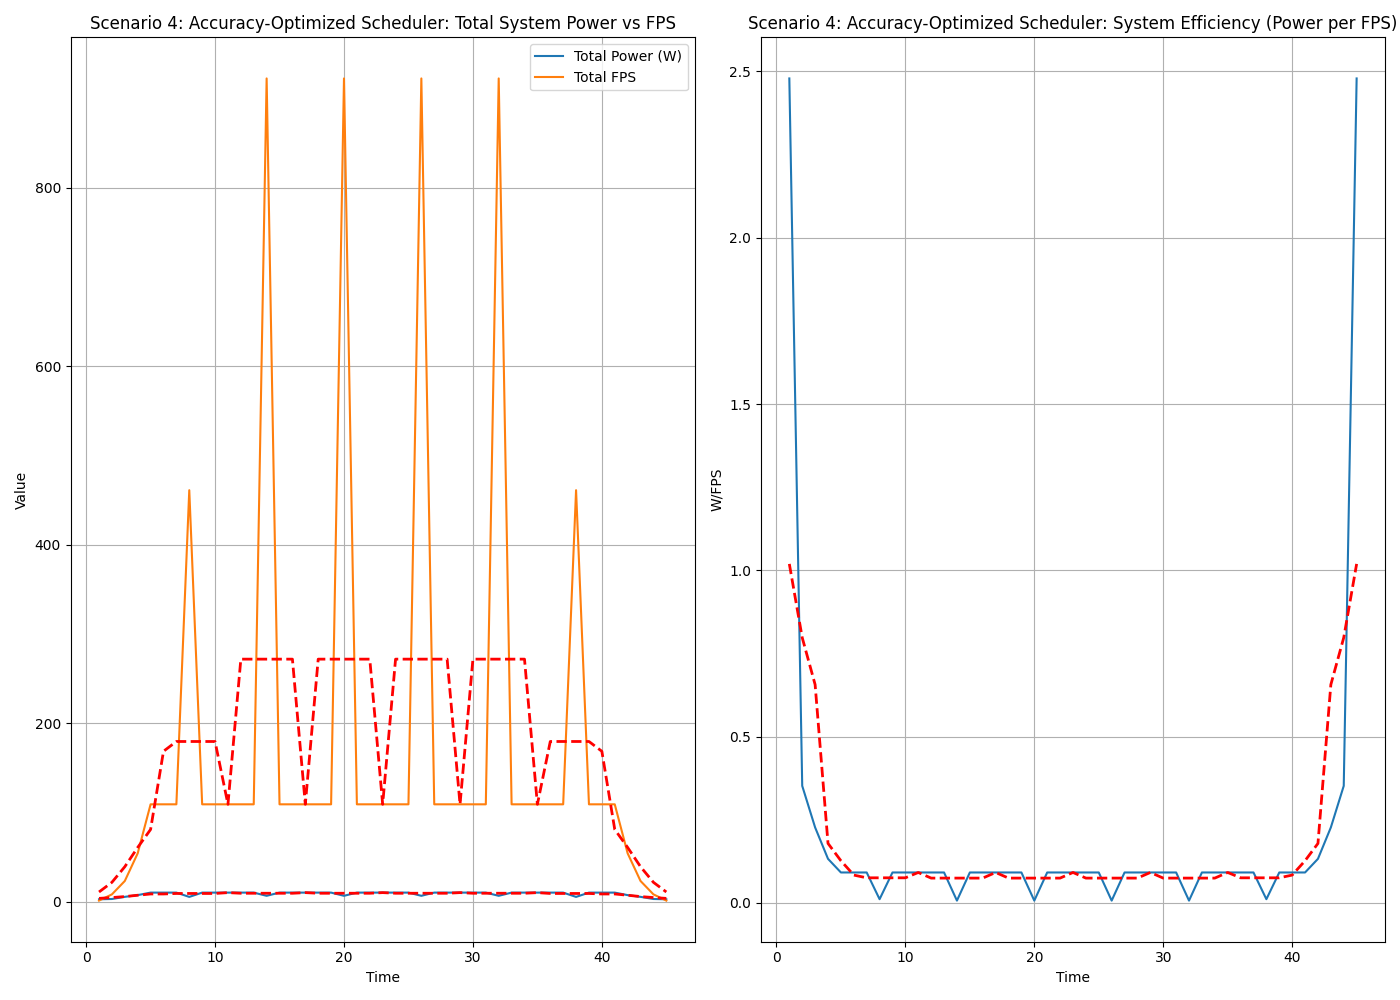 Scenario 4: Accuracy-Optimized Scheduler: Total System Power vs FPS
Total Power (W)
Total FPS
800
600
400
200
0
Value
0 10 20 30 40
Time
Scenario 4: Accuracy-Optimized Scheduler: System Efficiency (Power per FPS)
2.5
2.0
1.5
1.0
0.5
0.0
W/FPS
0 10 20 30 40
Time